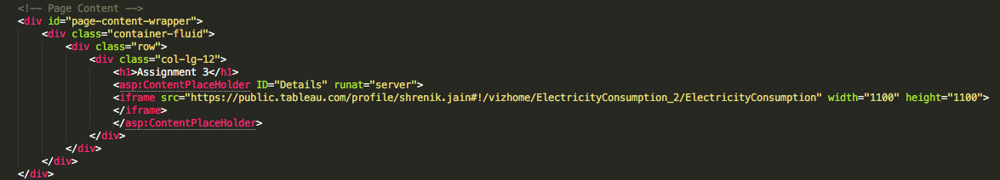 <!-- Page Content -->
<div id="page-content-wrapper">
<div class="container-fluid">
<div class="row">
<div class="col-lg-12">
<h1>Assignment 3</h1>
<asp:ContentPlaceHolder ID="Details" runat="server">
<iframe src="https://public.tableau.com/profile/shrenik.jain#!/vizhome/ElectricityConsumption_2/ElectricityConsumption" width="1100" height="1100">
</iframe>
</asp:ContentPlaceHolder>
</div>
</div>
</div>
</div>